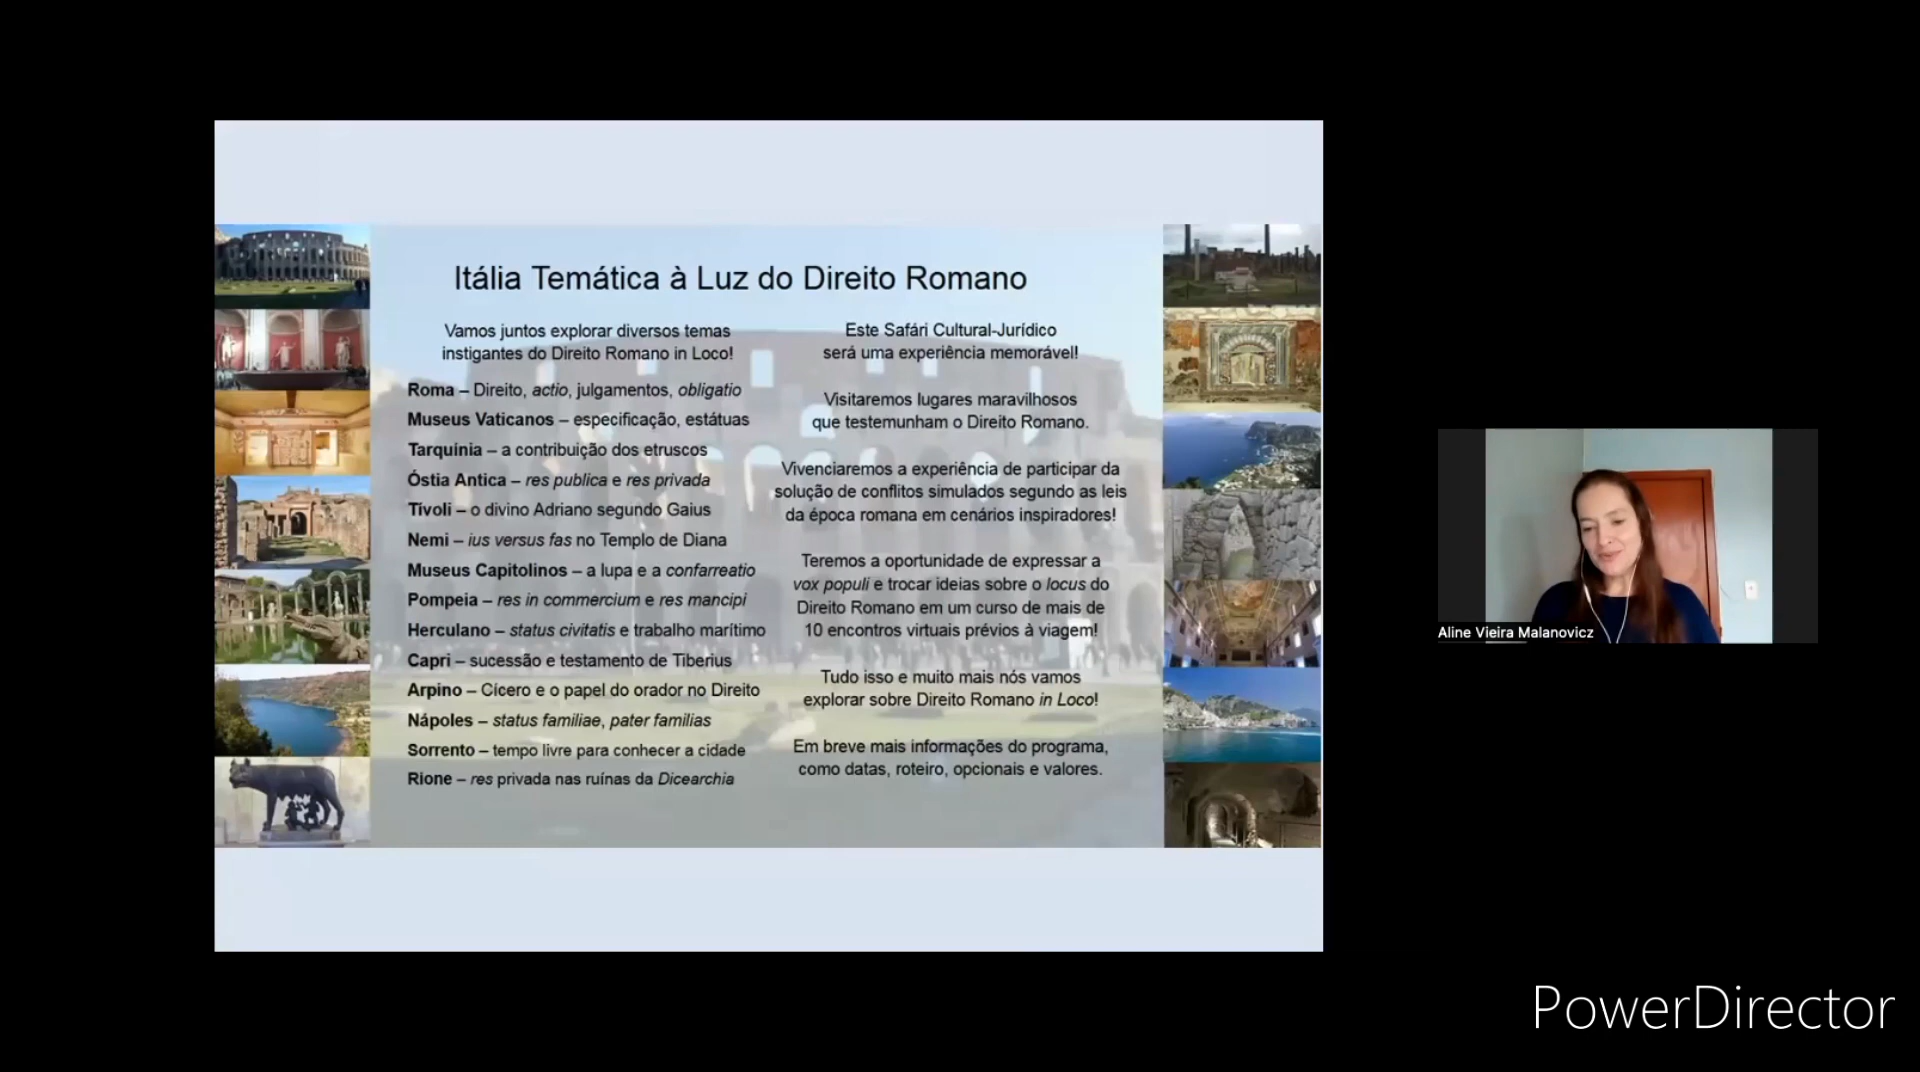 Itália Temática à Luz do Direito Romano
Vamos juntos explorar diversos temas
instigantes do Direito Romano in Loco!
Roma – Direito, actio, julgamentos, obligatio
Museus Vaticanos – especificação, estátuas
Tarquínia – a contribuição dos etruscos
Óstia Antica – res publica e res privada
Tívoli – o divino Adriano segundo Gaius
Nemi – ius versus fas no Templo de Diana
Museus Capitolinos – a lupa e a confarreatio
Pompeia – res in commercium e res mancipi
Herculano – status civitatis e trabalho marítimo
Capri – sucessão e testamento de Tiberius
Arpino – Cícero e o papel do orador no Direito
Nápoles – status familiae, pater familias
Sorrento – tempo livre para conhecer a cidade
Rione – res privada nas ruínas da Dicearchia
Este Safári Cultural-Jurídico
será uma experiência memorável!
Visitaremos lugares maravilhosos
que testemunham o Direito Romano.
Vivenciaremos a experiência de participar da
solução de conflitos simulados segundo as leis
da época romana em cenários inspiradores!
Teremos a oportunidade de expressar a
vox populi e trocar ideias sobre o locus do
Direito Romano em um curso de mais de
10 encontros virtuais prévios à viagem!
Tudo isso e muito mais nós vamos
explorar sobre Direito Romano in Loco!
Em breve mais informações do programa,
como datas, roteiro, opcionais e valores.
Aline Vieira Malanovicz
PowerDirector